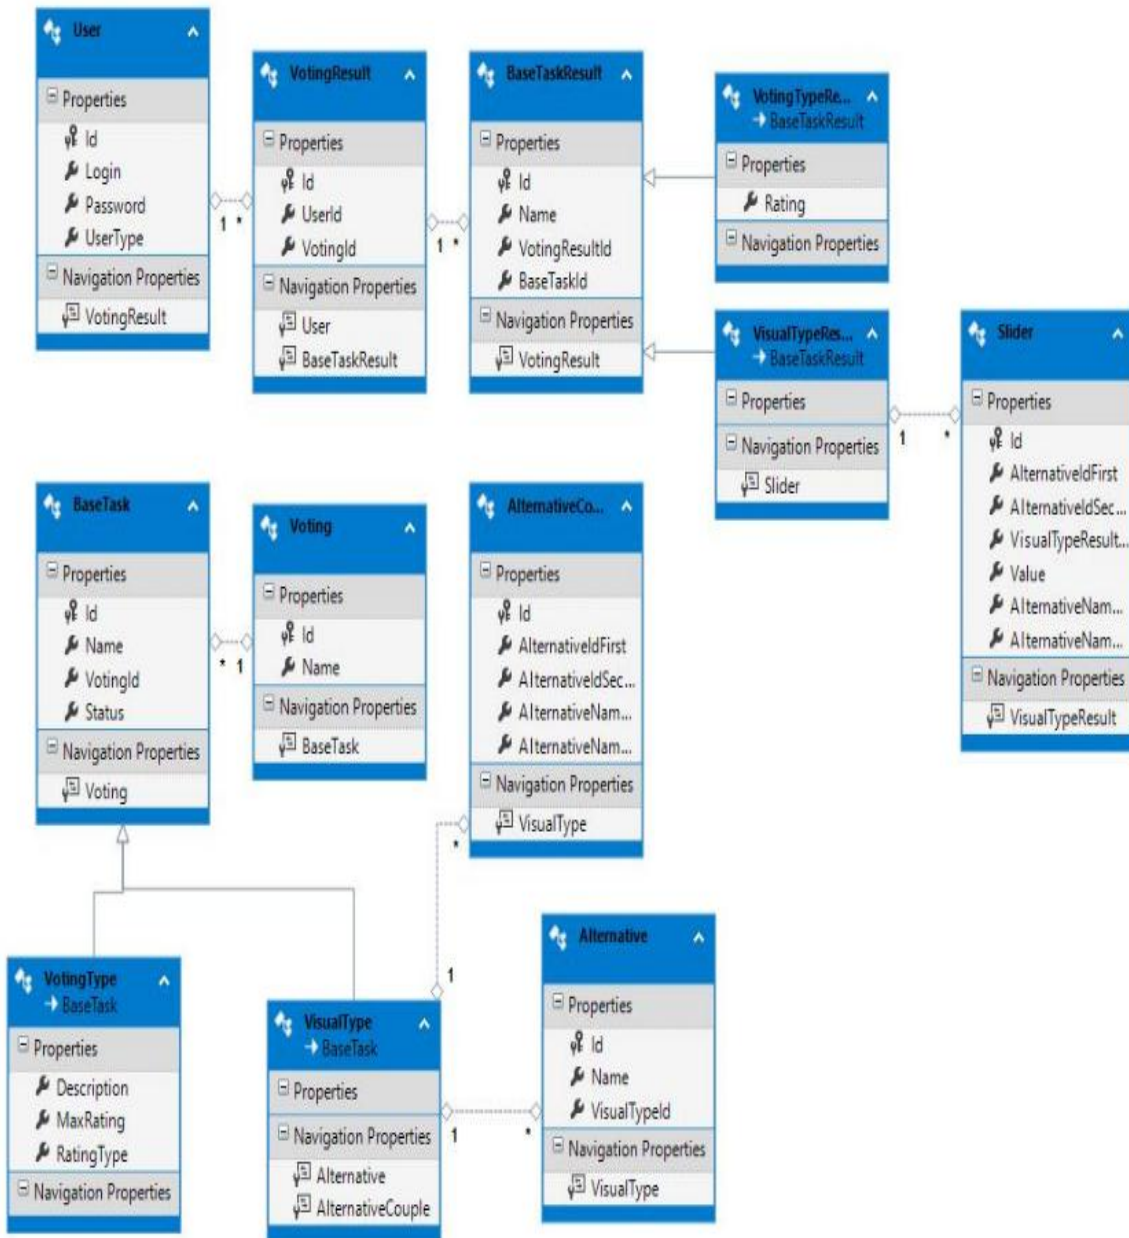 User
Properties
Id
Login
Password
UserType
Navigation Properties
VotingResult
1 *
VotingResult
Properties
Id
UserId
VotingId
Navigation Properties
User
BaseTaskResult
1 *
BaseTaskResult
Properties
Id
Name
VotingResultId
BaseTaskId
Navigation Properties
VotingResult
VotingTypeRe...
BaseTaskResult
Properties
Rating
Navigation Properties
VisualTypeRes...
BaseTaskResult
Properties
Navigation Properties
Slider
1 *
Slider
Properties
Id
AlternativeIdFirst
AlternativeIdSec...
VisualTypeResult...
Value
AlternativeNam...
AlternativeNam...
Navigation Properties
VisualTypeResult
BaseTask
Properties
Id
Name
VotingId
Status
Navigation Properties
Voting
* 1
Voting
Properties
Id
Name
Navigation Properties
BaseTask
AlternativeCo...
Properties
Id
AlternativeIdFirst
AlternativeIdSec...
AlternativeNam...
AlternativeNam...
Navigation Properties
VisualType
*
1
VotingType
BaseTask
Properties
Description
MaxRating
RatingType
Navigation Properties
VisualType
BaseTask
Properties
Navigation Properties
Alternative
AlternativeCouple
1 *
Alternative
Properties
Id
Name
VisualTypeId
Navigation Properties
VisualType